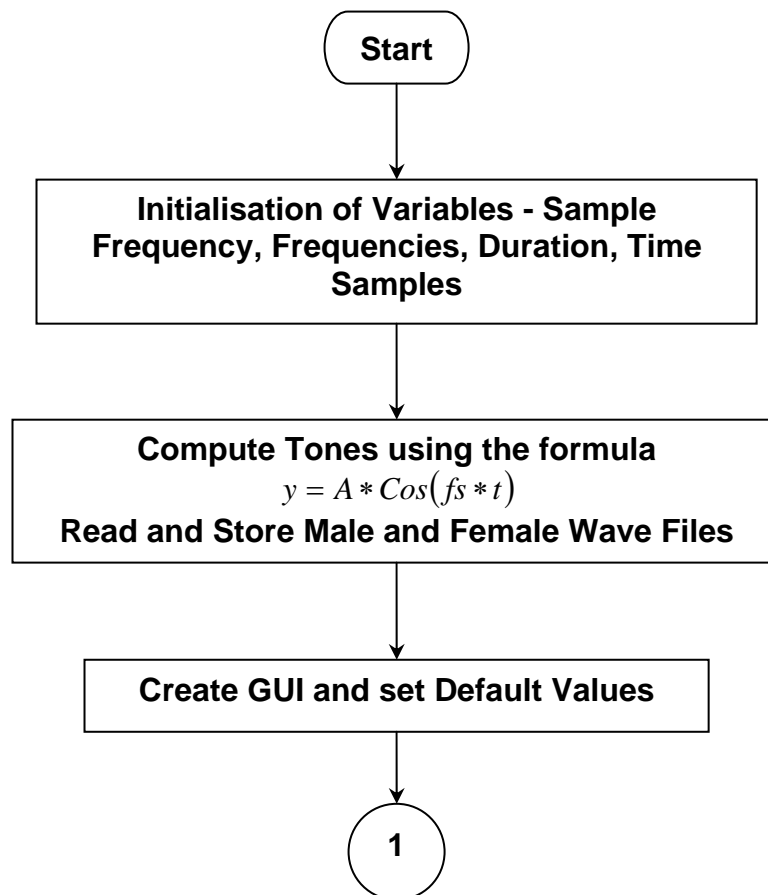 Start
Initialisation of Variables - Sample
Frequency, Frequencies, Duration, Time
Samples
Compute Tones using the formula
y = A * Cos(fs * t)
Read and Store Male and Female Wave Files
Create GUI and set Default Values
1